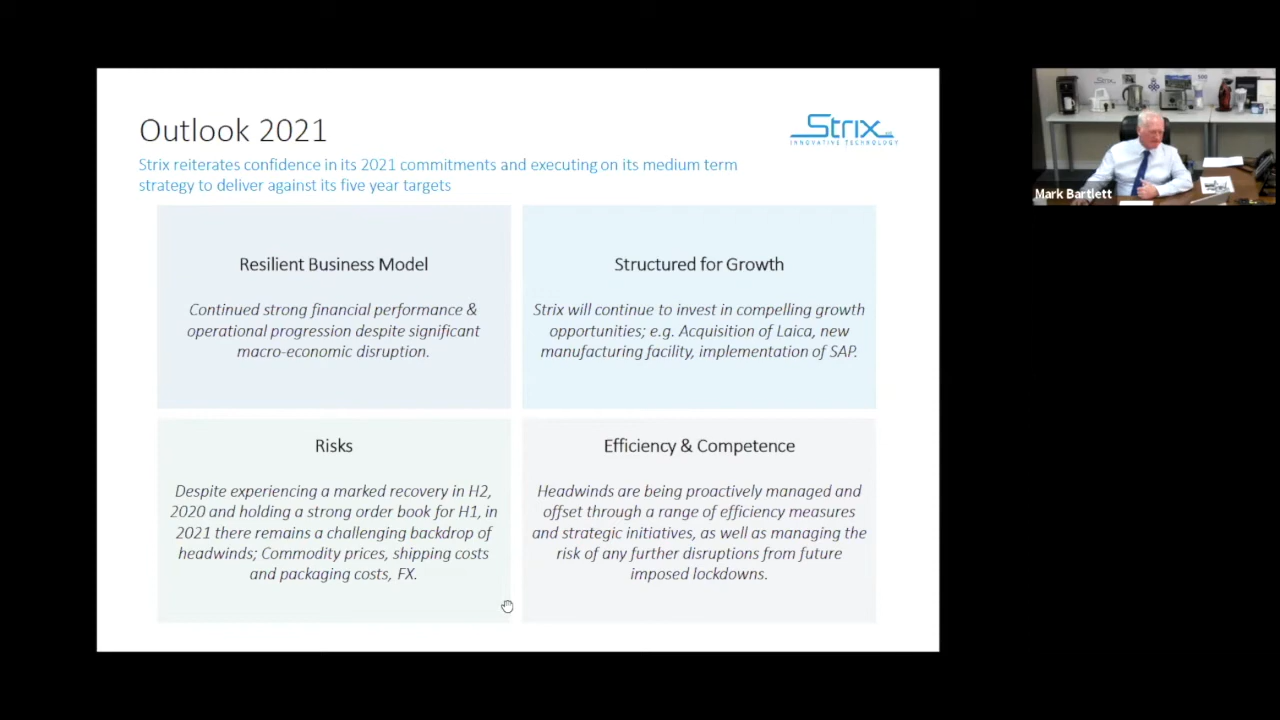 Outlook 2021
Strix
INNOVATIVE TECHNOLOGY
Strix reiterates confidence in its 2021 commitments and executing on its medium term
strategy to deliver against its five year targets
Resilient Business Model
Continued strong financial performance &
operational progression despite significant
macro-economic disruption.
Structured for Growth
Strix will continue to invest in compelling growth
opportunities; e.g. Acquisition of Laica, new
manufacturing facility, implementation of SAP.
Risks
Despite experiencing a marked recovery in H2,
2020 and holding a strong order book for H1, in
2021 there remains a challenging backdrop of
headwinds; Commodity prices, shipping costs
and packaging costs, FX.
Efficiency & Competence
Headwinds are being proactively managed and
offset through a range of efficiency measures
and strategic initiatives, as well as managing the
risk of any further disruptions from future
imposed lockdowns.
Strix
Mark Bartlett